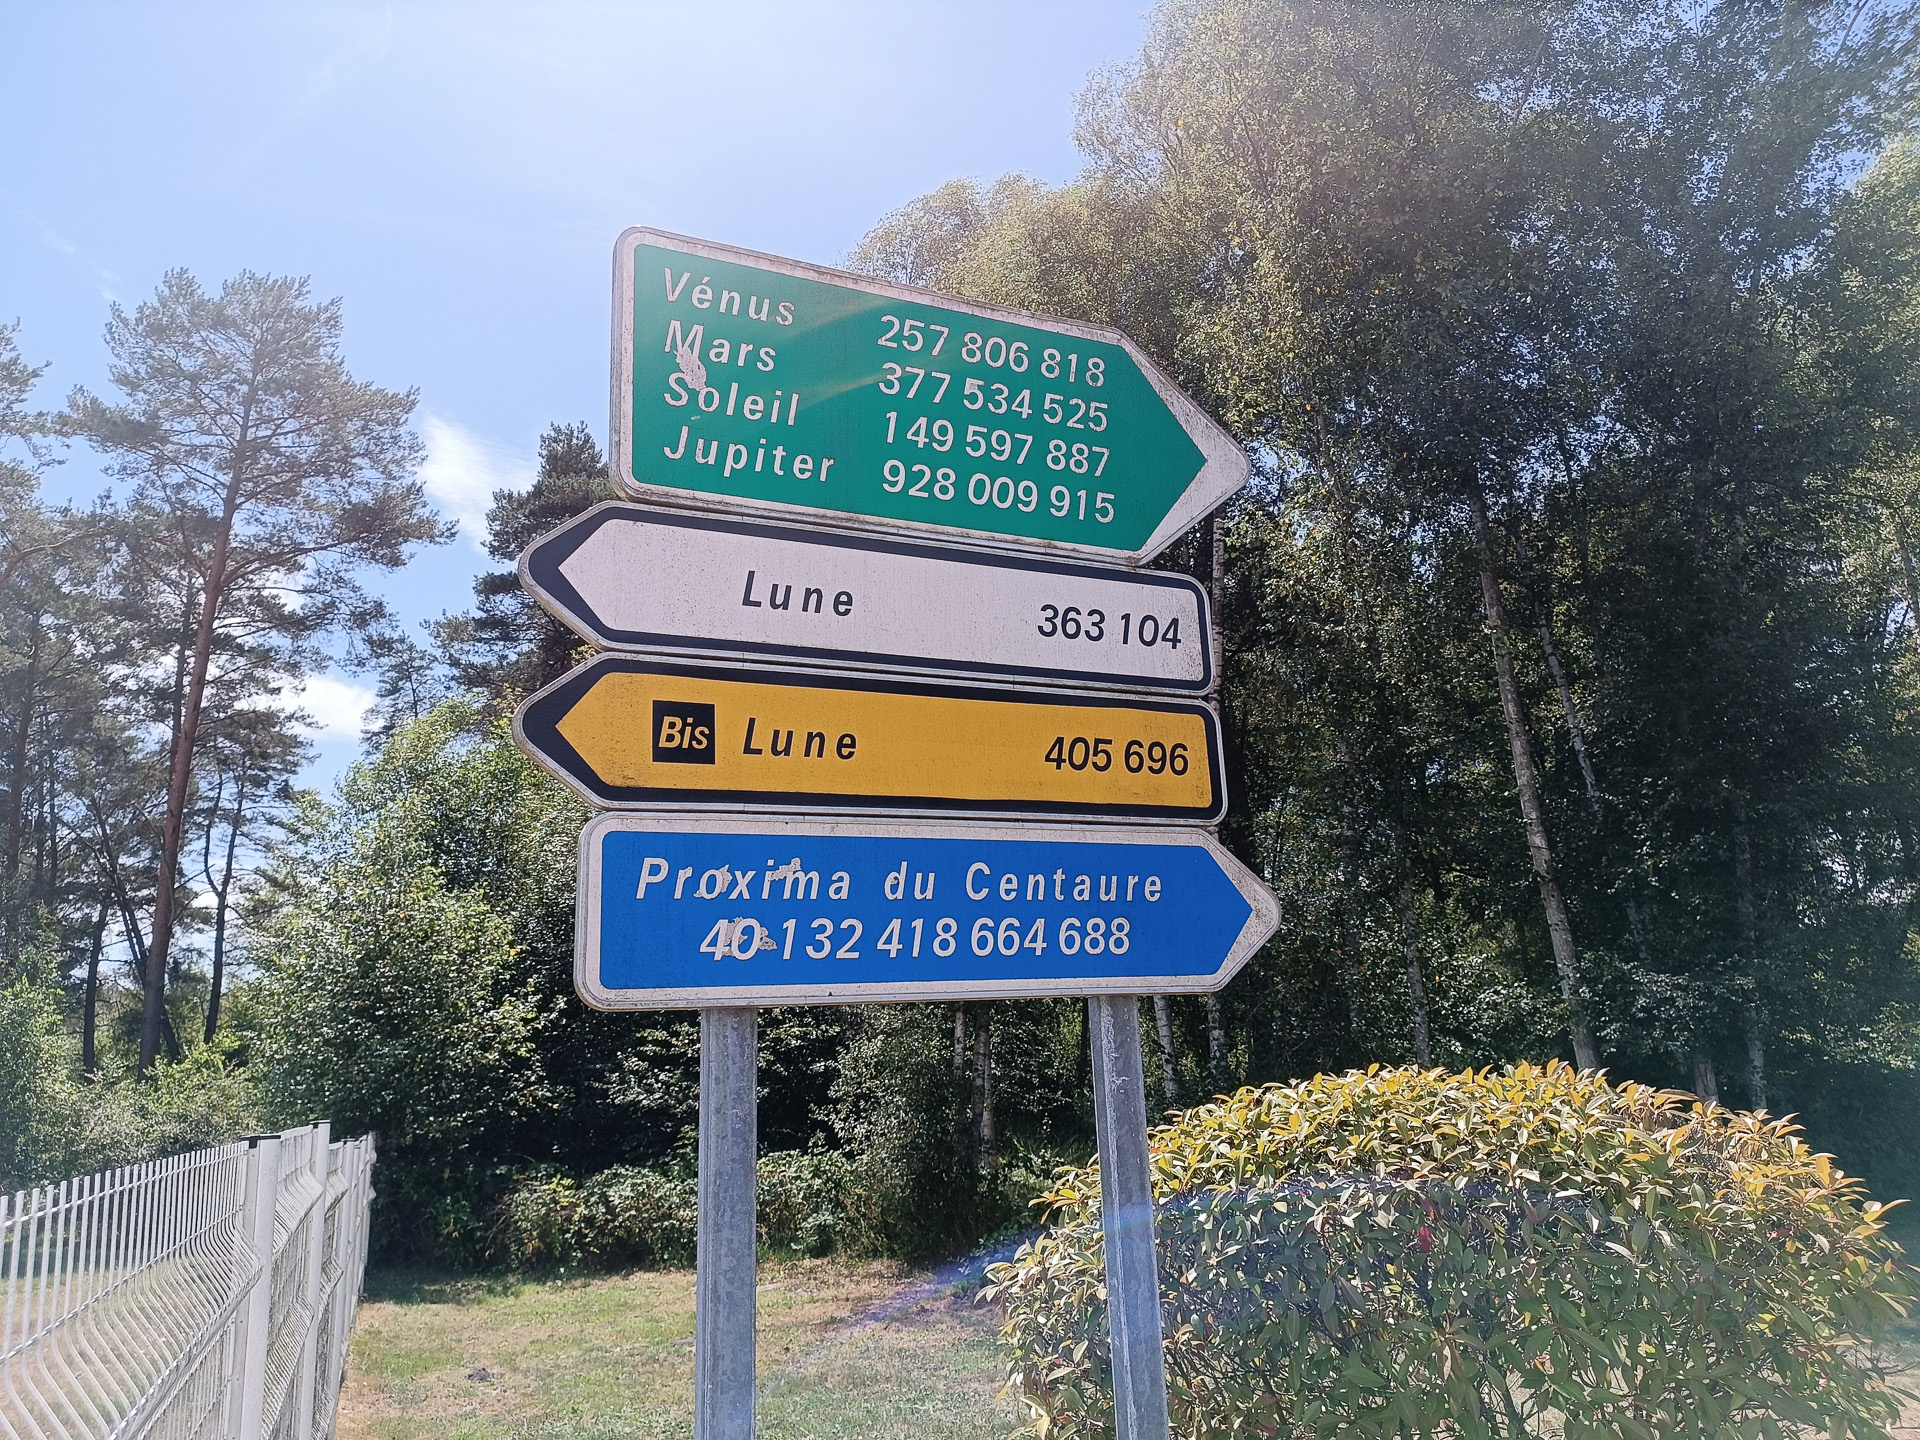 Vénus 257 806 818
Mars 377 534 525
Soleil 149 597 887
Jupiter 928 009 915
Lune 363 104
Bis Lune 405 696
Proxima du Centaure
40 132 418 664 688